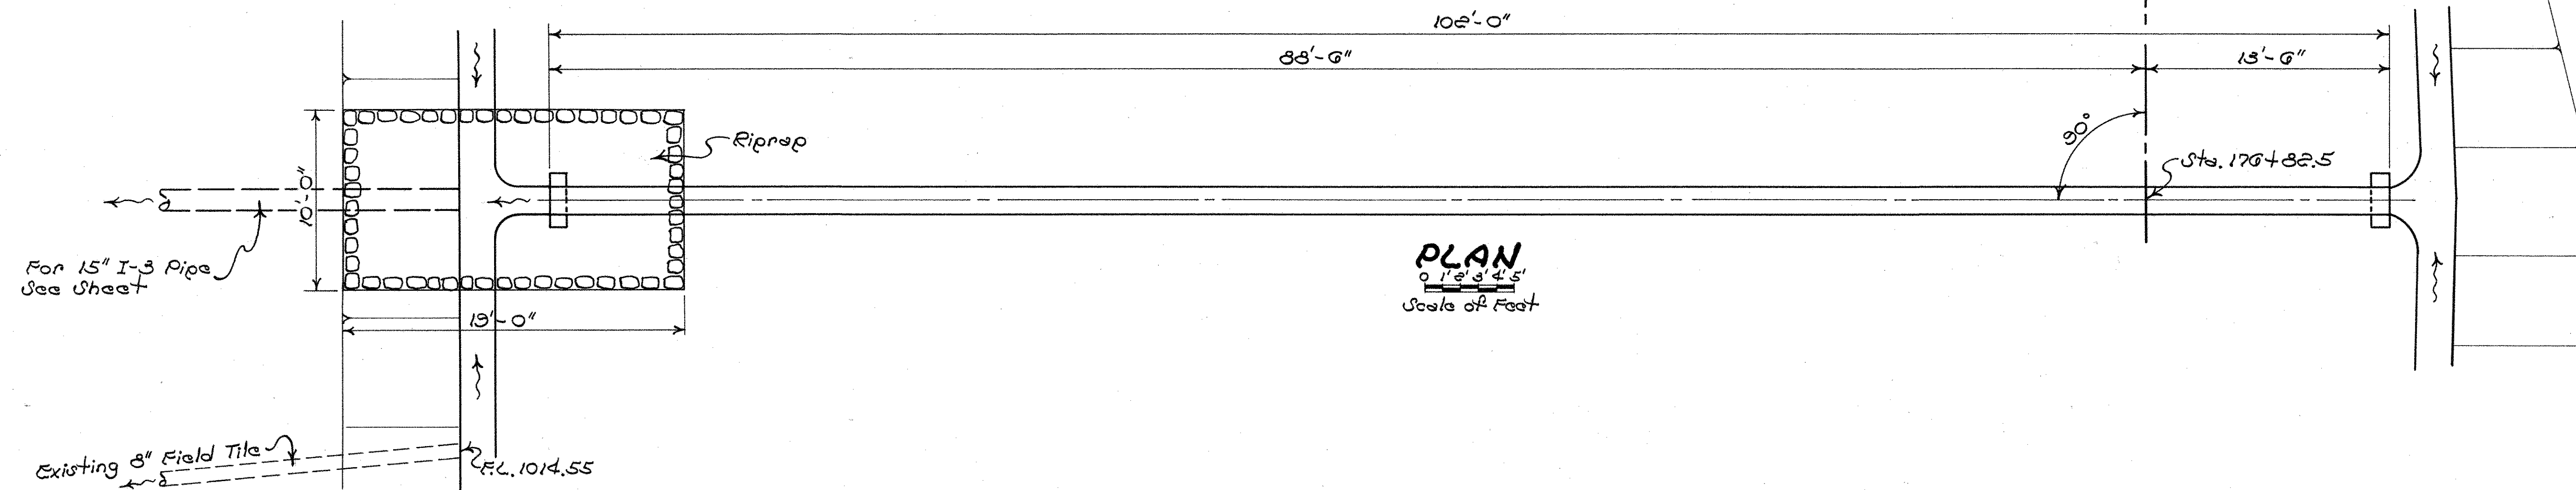 102'-0"
88'-6"
13'-6"
90°
Riprap
Sta. 176+82.5
10'-0"
For 15" I-3 Pipe
See Sheet
PLAN
0 1' 2' 3' 4' 5'
Scale of Feet
19'-0"
Existing 8" Field Tile
F.L. 1014.55